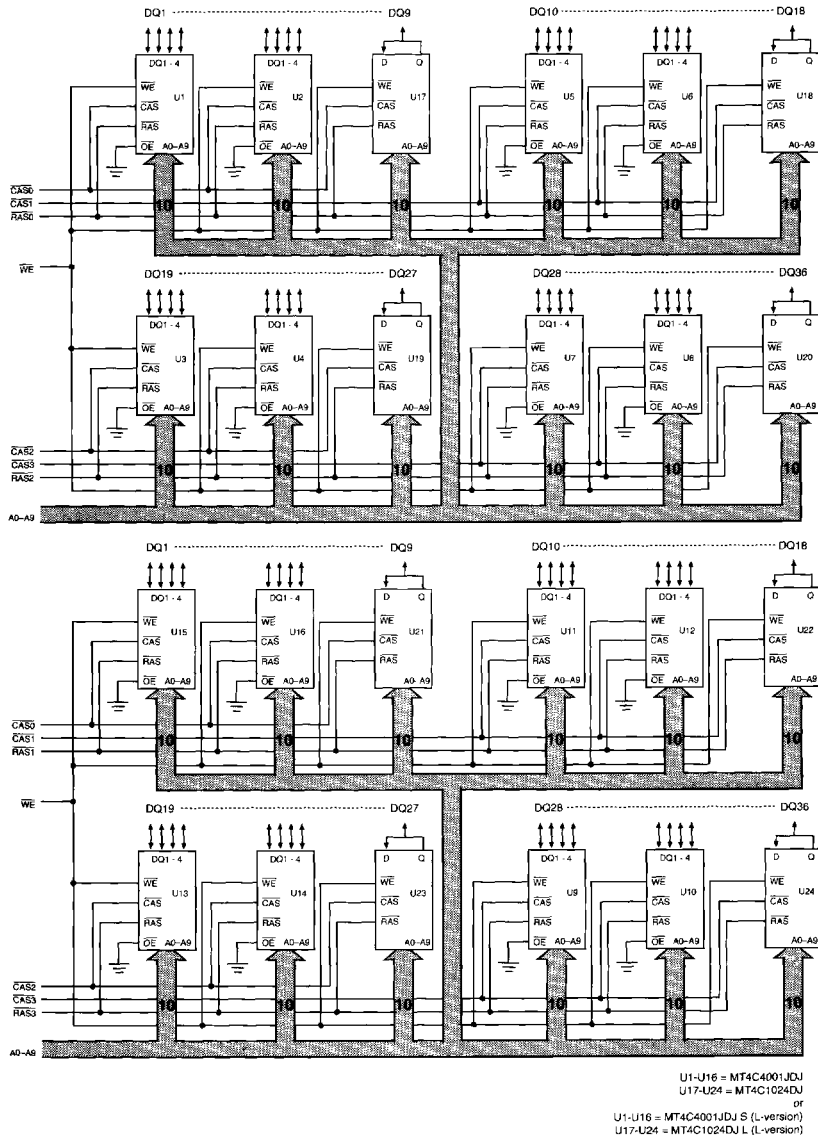 DQ1 DQ9 DQ10 DQ18
DQ1 - 4 DQ1 - 4 D Q DQ1 - 4 DQ1 - 4 D Q
WE U1 WE U2 WE U17 WE U5 WE U6 WE U18
CAS CAS CAS CAS CAS CAS
RAS RAS RAS RAS RAS RAS
OE A0-A9 OE A0-A9 A0-A9 OE A0-A9 OE A0-A9 A0-A9
CAS0
CAS1
RAS0
10 10 10 10 10 10
WE
DQ19 DQ27 DQ28 DQ36
DQ1 - 4 DQ1 - 4 D Q DQ1 - 4 DQ1 - 4 D Q
WE U3 WE U4 WE U19 WE U7 WE U8 WE U20
CAS CAS CAS CAS CAS CAS
RAS RAS RAS RAS RAS RAS
OE A0-A9 OE A0-A9 A0-A9 OE A0-A9 OE A0-A9 A0-A9
CAS2
CAS3
RAS2
10 10 10 10 10 10
A0-A9
DQ1 DQ9 DQ10 DQ18
DQ1 - 4 DQ1 - 4 D Q DQ1 - 4 DQ1 - 4 D Q
WE U15 WE U16 WE U21 WE U11 WE U12 WE U22
CAS CAS CAS CAS CAS CAS
RAS RAS RAS RAS RAS RAS
OE A0-A9 OE A0-A9 A0-A9 OE A0-A9 OE A0-A9 A0-A9
CAS0
CAS1
RAS1
10 10 10 10 10 10
WE
DQ19 DQ27 DQ28 DQ36
DQ1 - 4 DQ1 - 4 D Q DQ1 - 4 DQ1 - 4 D Q
WE U13 WE U14 WE U23 WE U9 WE U10 WE U24
CAS CAS CAS CAS CAS CAS
RAS RAS RAS RAS RAS RAS
OE A0-A9 OE A0-A9 A0-A9 OE A0-A9 OE A0-A9 A0-A9
CAS2
CAS3
RAS3
10 10 10 10 10 10
A0-A9
U1-U16 = MT4C4001JDJ
U17-U24 = MT4C1024DJ
or
U1-U16 = MT4C4001JDJ S (L-version)
U17-U24 = MT4C1024DJ L (L-version)